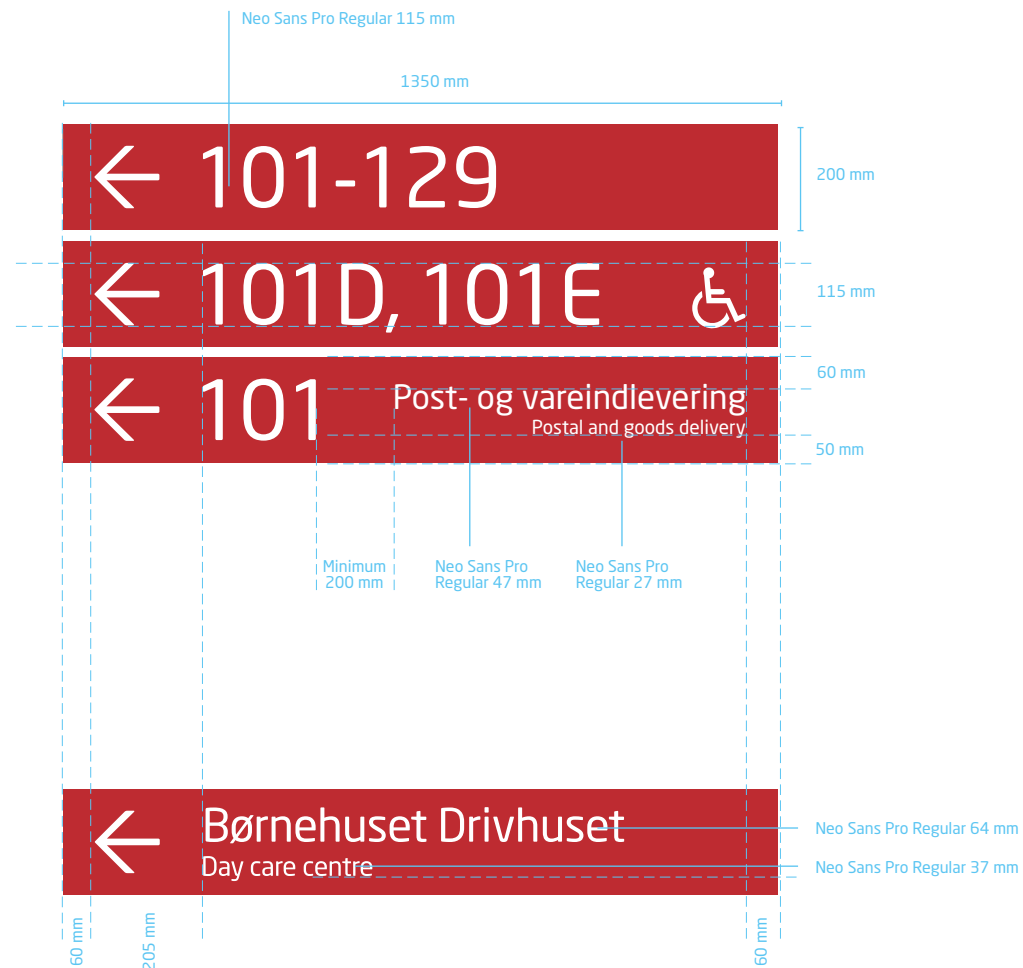 Neo Sans Pro Regular 115 mm
1350 mm
101-129
200 mm
101D, 101E
115 mm
60 mm
101
Post- og vareindlevering
Postal and goods delivery
50 mm
Minimum
200 mm
Neo Sans Pro
Regular 47 mm
Neo Sans Pro
Regular 27 mm
Børnehuset Drivhuset
Neo Sans Pro Regular 64 mm
Day care centre
Neo Sans Pro Regular 37 mm
60 mm
205 mm
60 mm